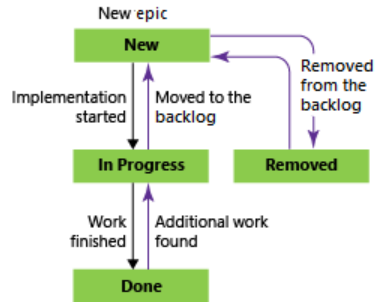 New epic
New
Removed
from the
backlog
Implementation
started
Moved to the
backlog
In Progress
Removed
Work
finished
Additional work
found
Done